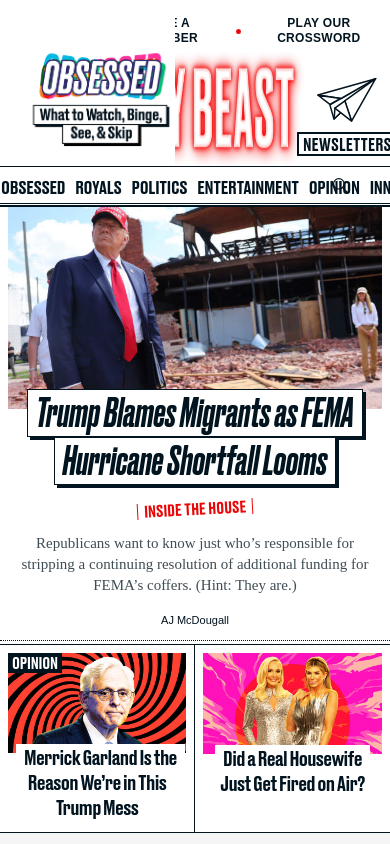 E A
BER
PLAY OUR
CROSSWORD
OBSESSED
What to Watch, Binge,
See, & Skip
Y BEAST
NEWSLETTERS
OBSESSED ROYALS POLITICS ENTERTAINMENT OPINION INN
Trump Blames Migrants as FEMA
Hurricane Shortfall Looms
INSIDE THE HOUSE
Republicans want to know just who’s responsible for
stripping a continuing resolution of additional funding for
FEMA’s coffers. (Hint: They are.)
AJ McDougall
OPINION
Merrick Garland Is the
Reason We’re in This
Trump Mess
Did a Real Housewife
Just Get Fired on Air?